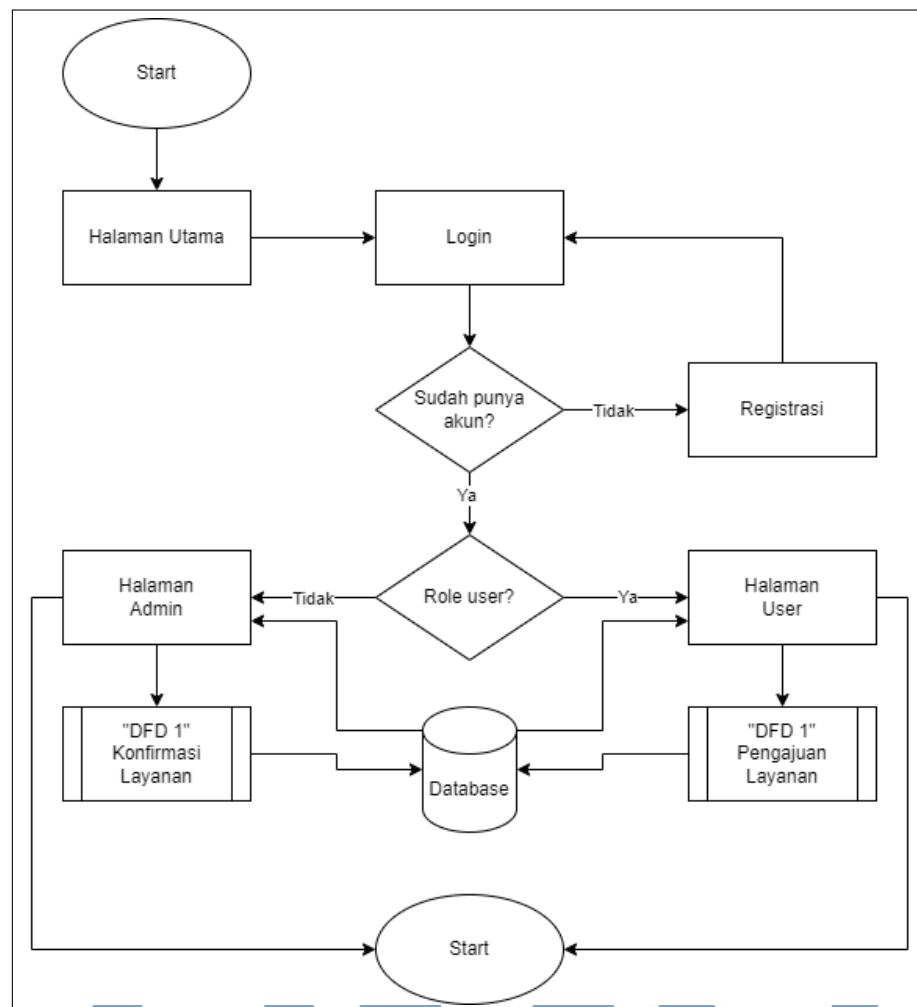 Start
Halaman Utama
Login
Sudah punya
akun?
Tidak
Registrasi
Ya
Halaman
Admin
Tidak
Role user?
Ya
Halaman
User
"DFD 1"
Konfirmasi
Layanan
Database
"DFD 1"
Pengajuan
Layanan
Start